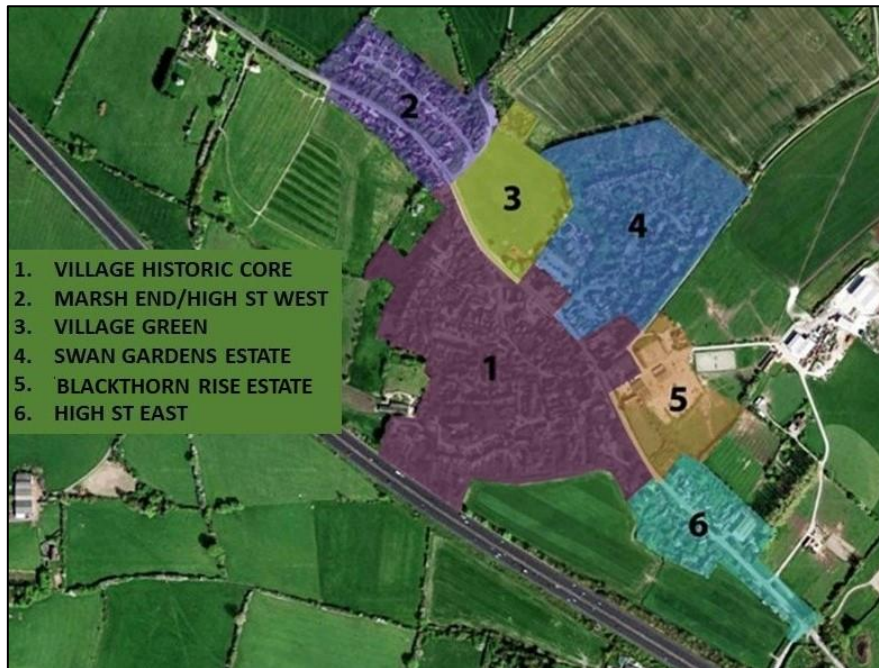 2
3
4
1. VILLAGE HISTORIC CORE
2. MARSH END/HIGH ST WEST
3. VILLAGE GREEN
4. SWAN GARDENS ESTATE
5. BLACKTHORN RISE ESTATE
6. HIGH ST EAST
1
5
6